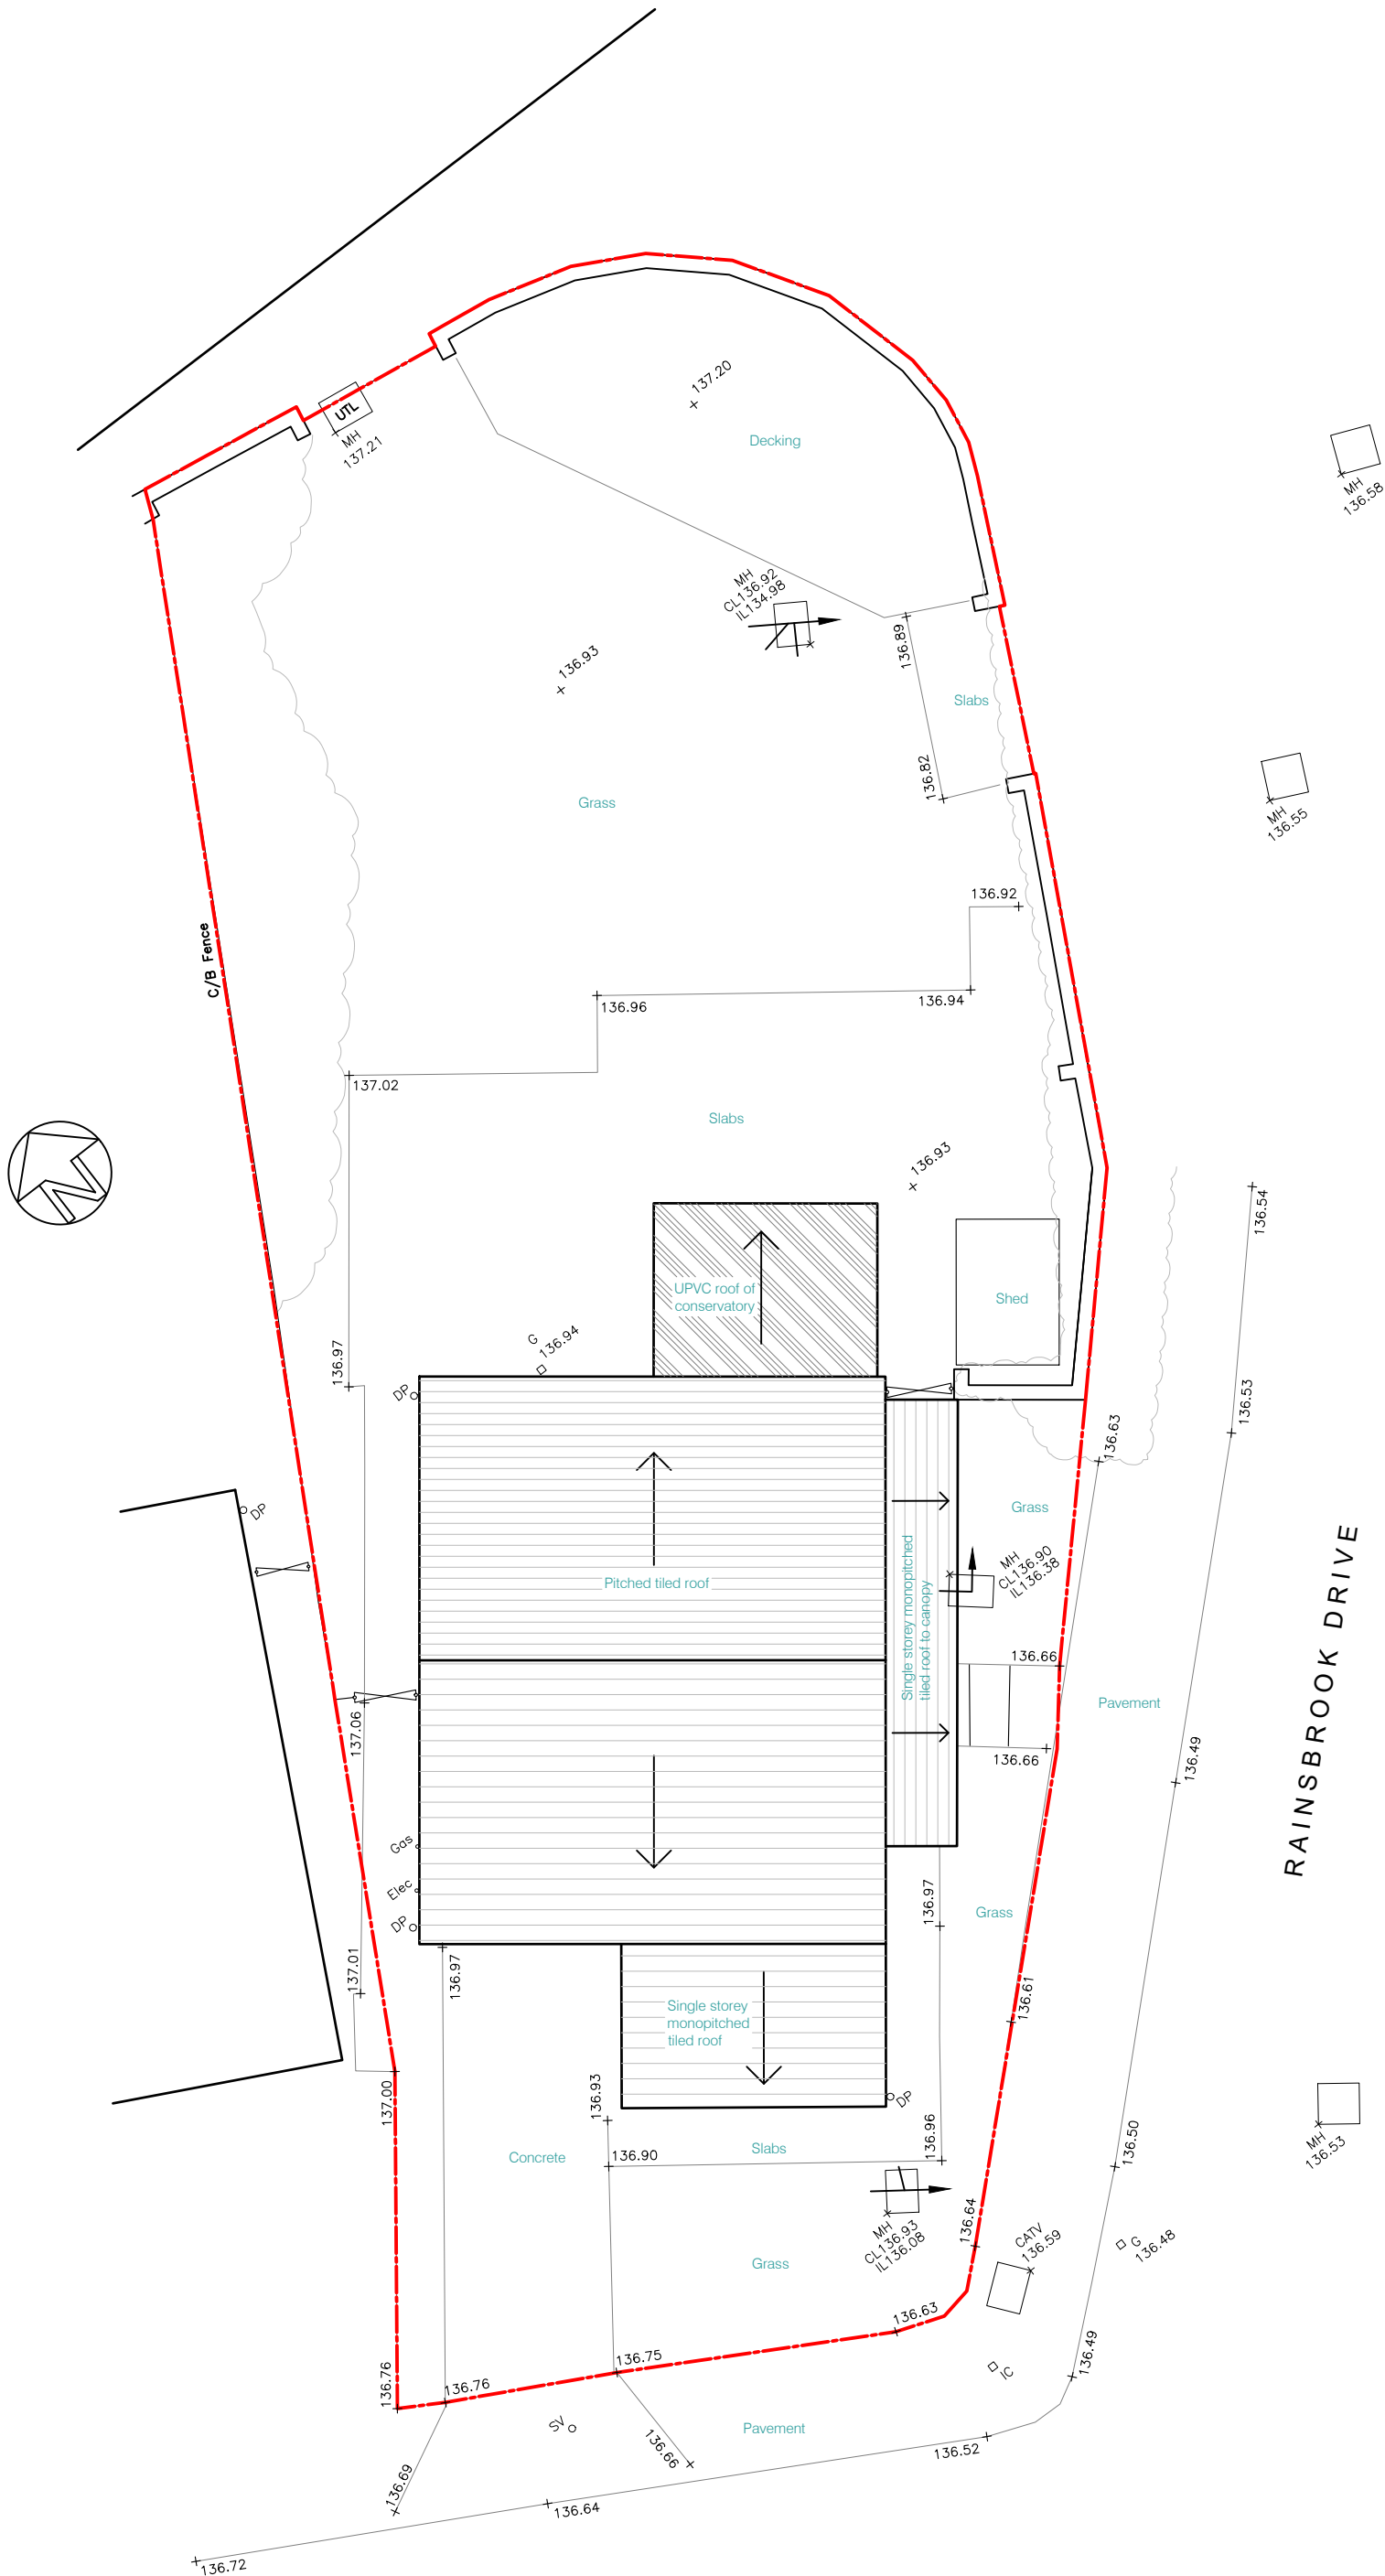 137.20
Decking
UTL
MH
137.21
MH
136.58
MH
CL136.92
IL134.98
136.89
136.93
Slabs
136.82
Grass
MH
136.55
136.92
C/B Fence
136.96
136.94
137.02
Slabs
136.93
N
136.54
UPVC roof of
conservatory
Shed
G
136.94
136.97
DP
136.53
136.63
Grass
DP
MH
CL136.90
IL136.38
Pitched tiled roof
Single storey monopitched
tiled roof to canopy
RAINSBROOK DRIVE
136.66
Pavement
137.06
136.66
136.49
Gas
Elec
DP
136.97
Grass
137.01
136.97
136.61
Single storey
monopitched
tiled roof
137.00
136.93
DP
136.96
136.50
MH
136.53
Concrete
136.90
Slabs
MH
CL136.93
IL136.08
136.64
CATV
136.59
G
136.48
Grass
136.63
136.76
136.76
136.75
136.49
IC
SV
136.66
Pavement
136.69
136.52
136.64
136.72